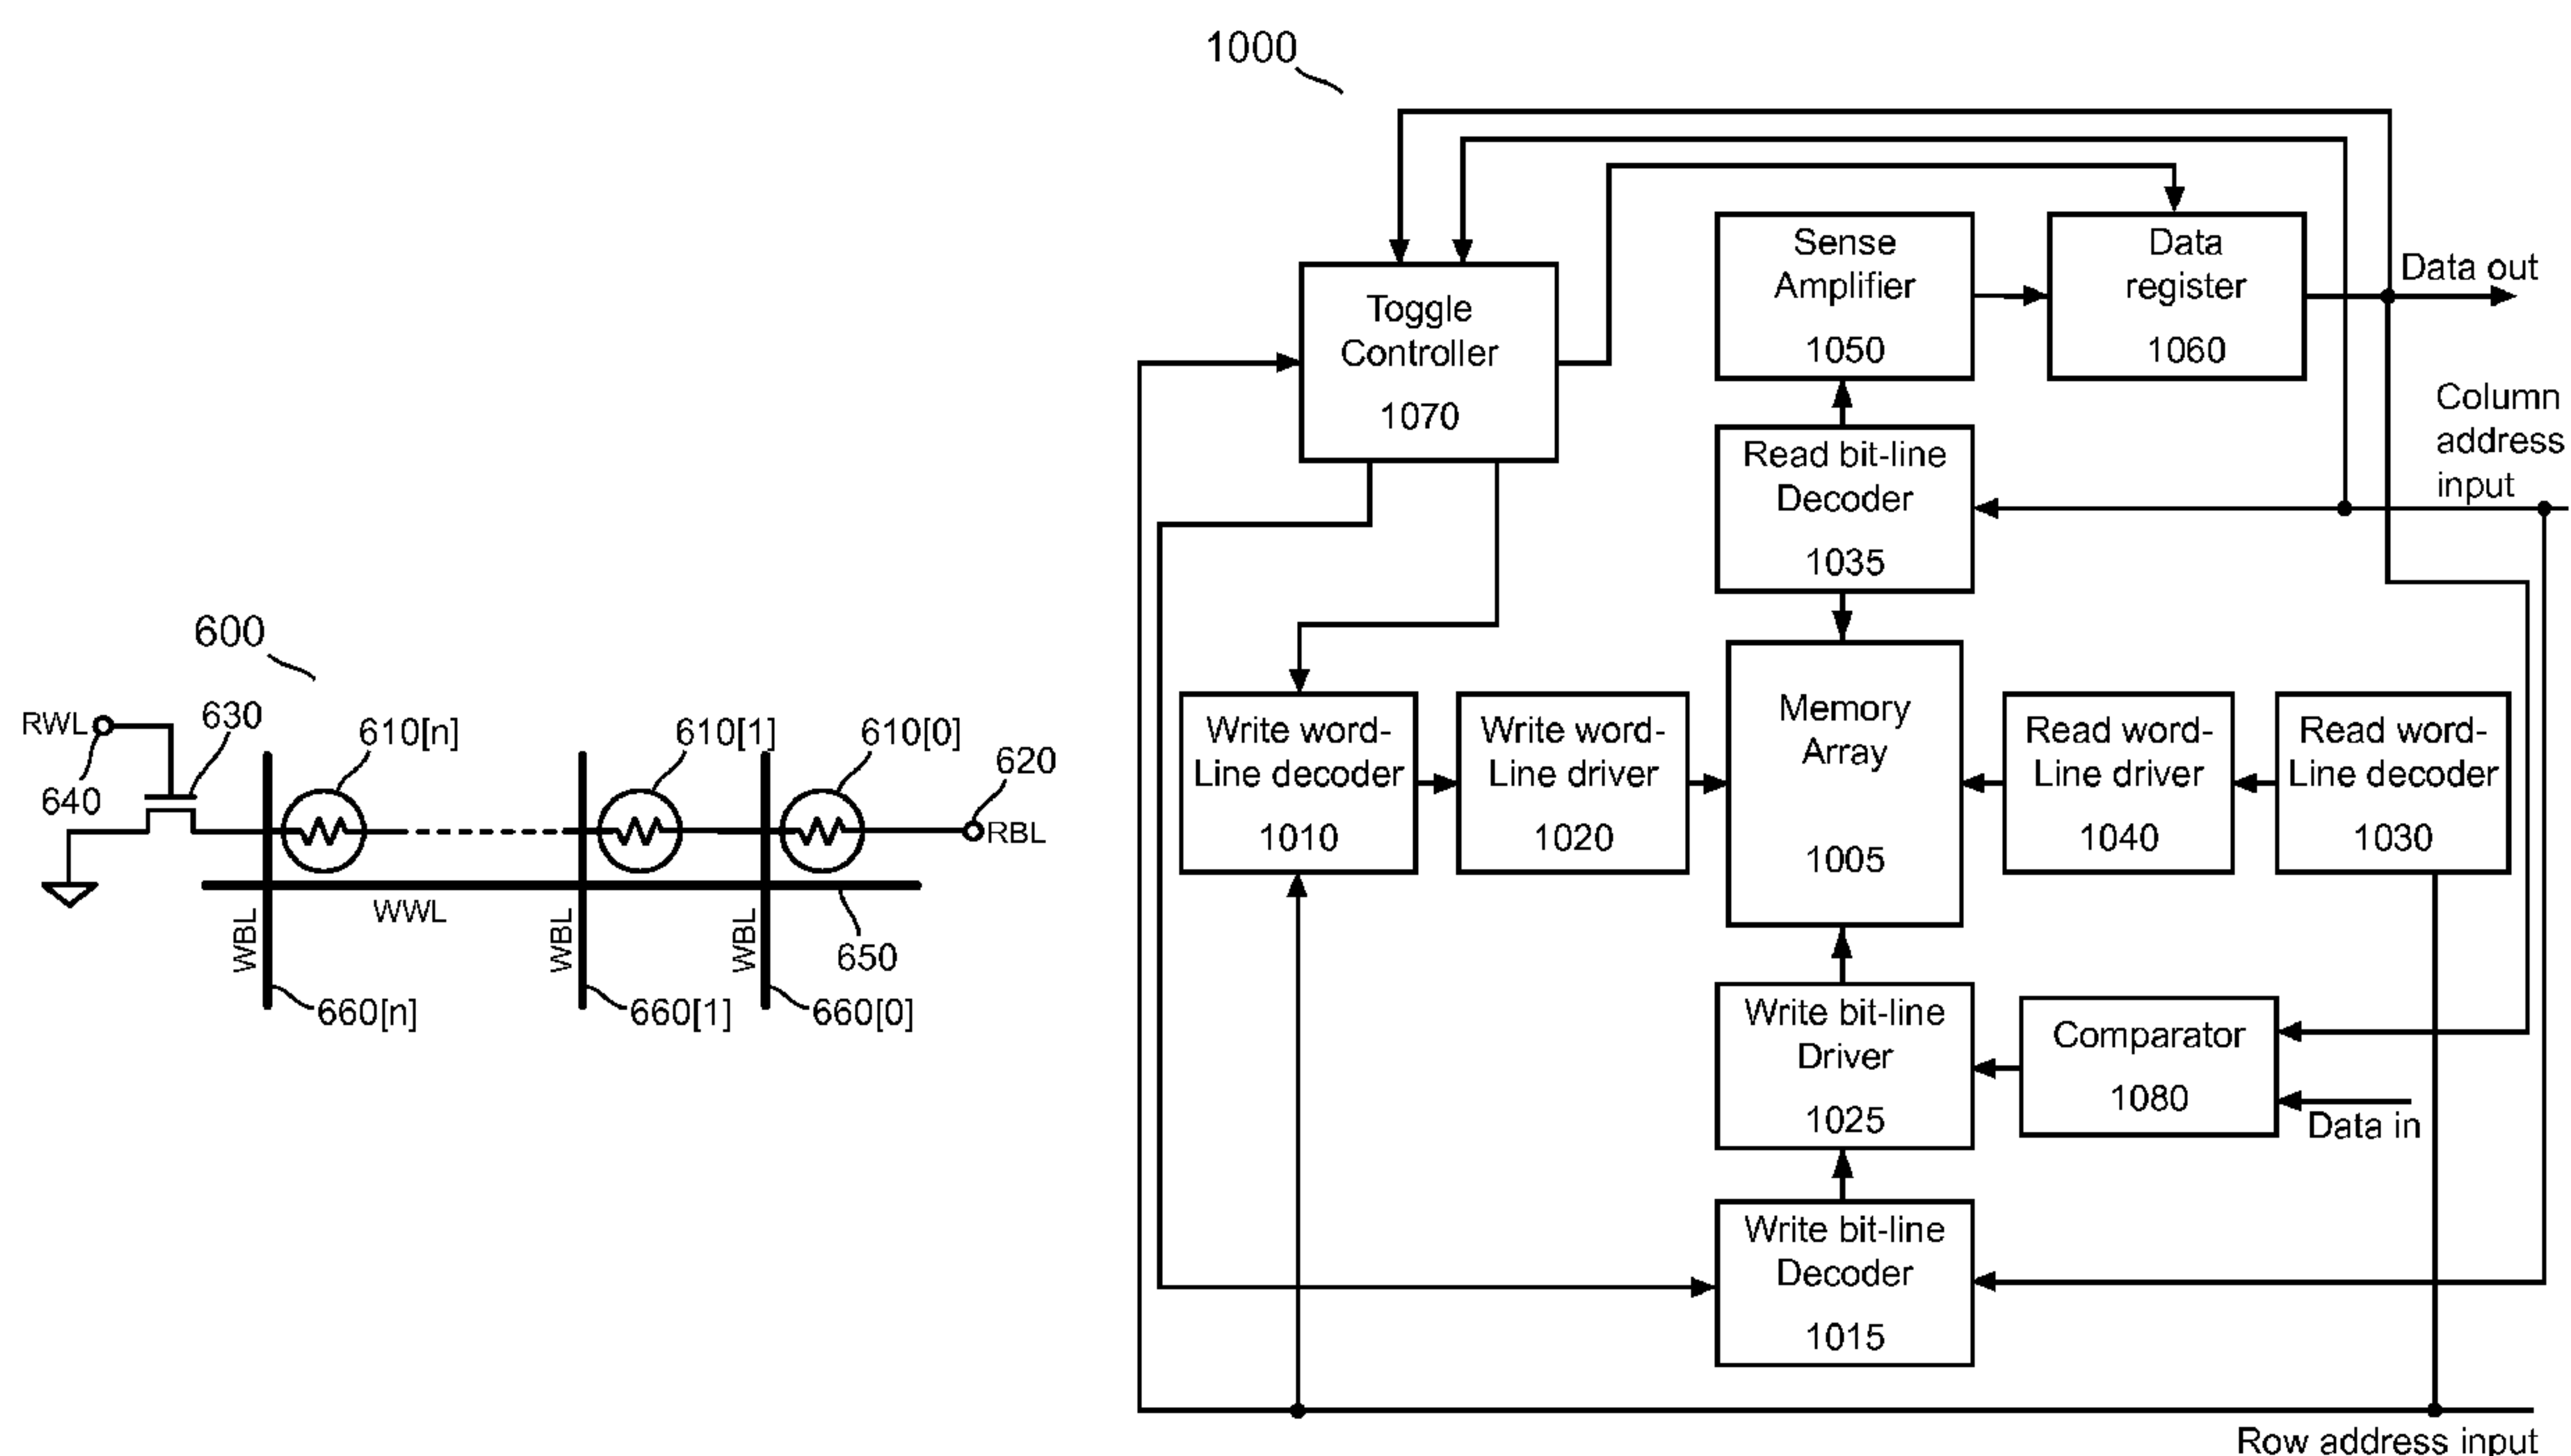 600
RWL
640
630
610[n]
610[1]
610[0]
620
RBL
WWL
650
WBL
WBL
WBL
660[n]
660[1]
660[0]
1000
Toggle
Controller
1070
Sense
Amplifier
1050
Data
register
1060
Data out
Column
address
input
Read bit-line
Decoder
1035
Write word-
Line decoder
1010
Write word-
Line driver
1020
Memory
Array
1005
Read word-
Line driver
1040
Read word-
Line decoder
1030
Write bit-line
Driver
1025
Comparator
1080
Data in
Write bit-line
Decoder
1015
Row address input